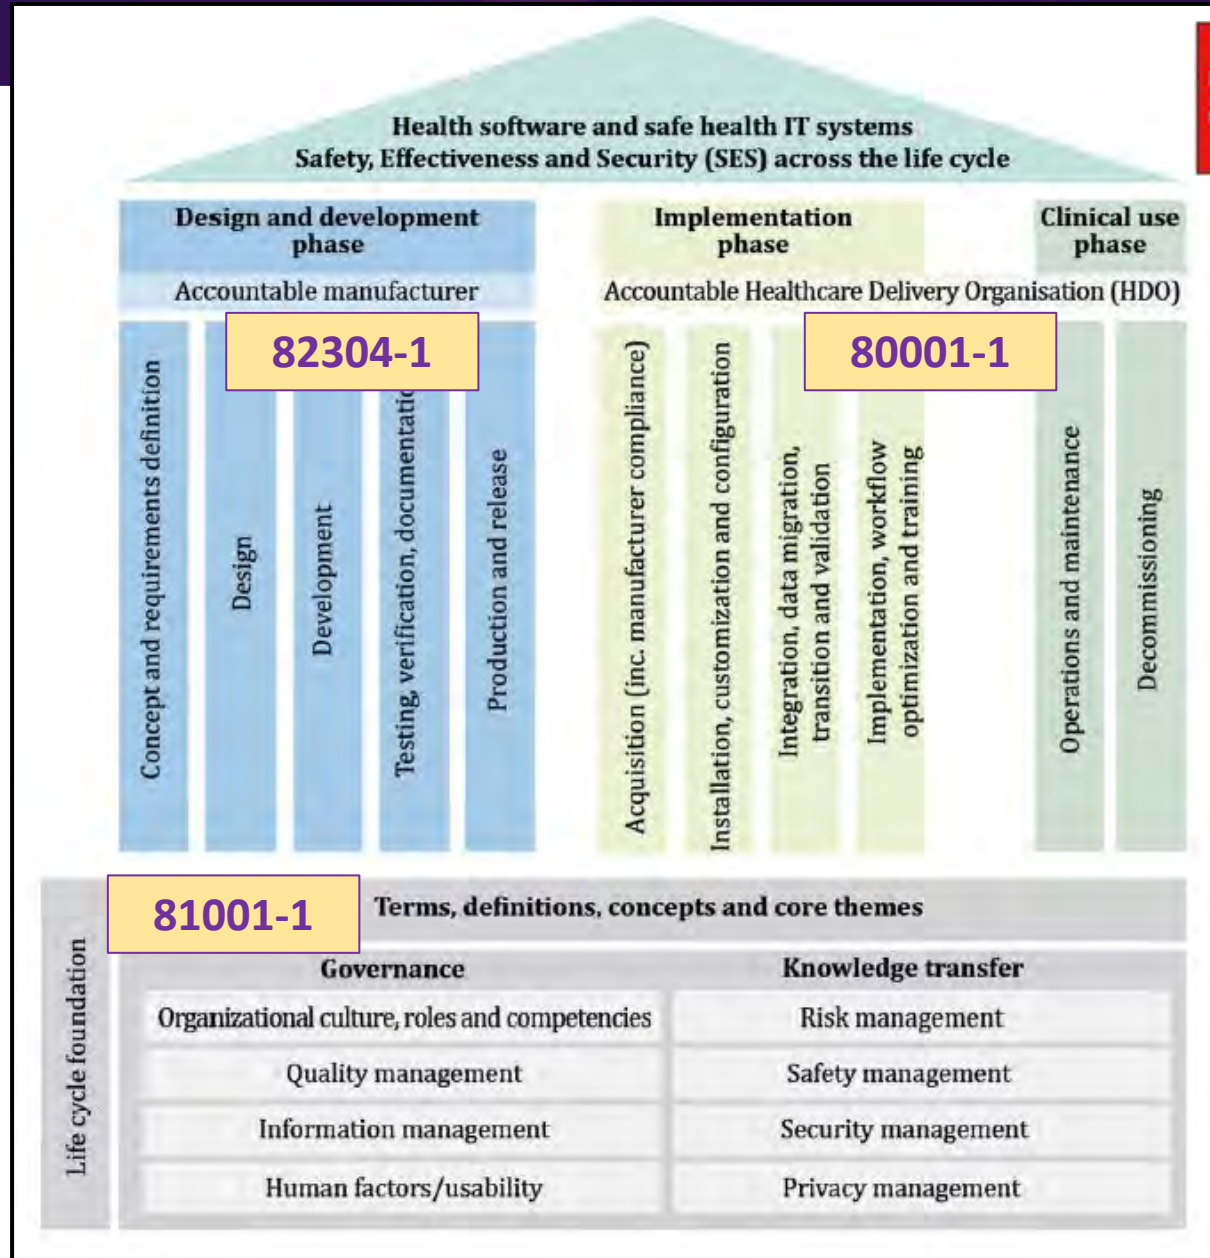 Health software and safe health IT systems
Safety, Effectiveness and Security (SES) across the life cycle
Design and development
phase
Accountable manufacturer
82304-1
Concept and requirements definition
Design
Development
Testing, verification, documentatic
Production and release
Implementation
phase
Clinical use
phase
Accountable Healthcare Delivery Organisation (HDO)
80001-1
Acquisition (inc. manufacturer compliance)
Installation, customization and configuration
Integration, data migration,
transition and validation
Implementation, workflow
optimization and training
Operations and maintenance
Decommissioning
Life cycle foundation
81001-1
Terms, definitions, concepts and core themes
Governance
Organizational culture, roles and competencies
Quality management
Information management
Human factors/usability
Knowledge transfer
Risk management
Safety management
Security management
Privacy management